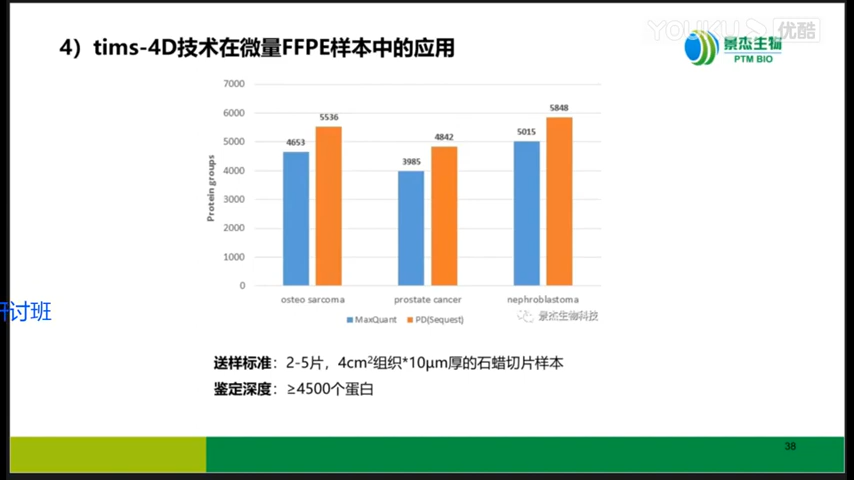 YOUKU 优酷
4）tims-4D技术在微量FFPE样本中的应用
景杰生物
PTM BIO
7000
6000
5000
4000
3000
2000
1000
0
Protein groups
4653
5536
3985
4842
5015
5848
osteo sarcoma
prostate cancer
nephroblastoma
MaxQuant
PD(Sequest)
景杰生物科技
讨班
送样标准：2-5片，4cm²组织*10μm厚的石蜡切片样本
鉴定深度：≥4500个蛋白
38